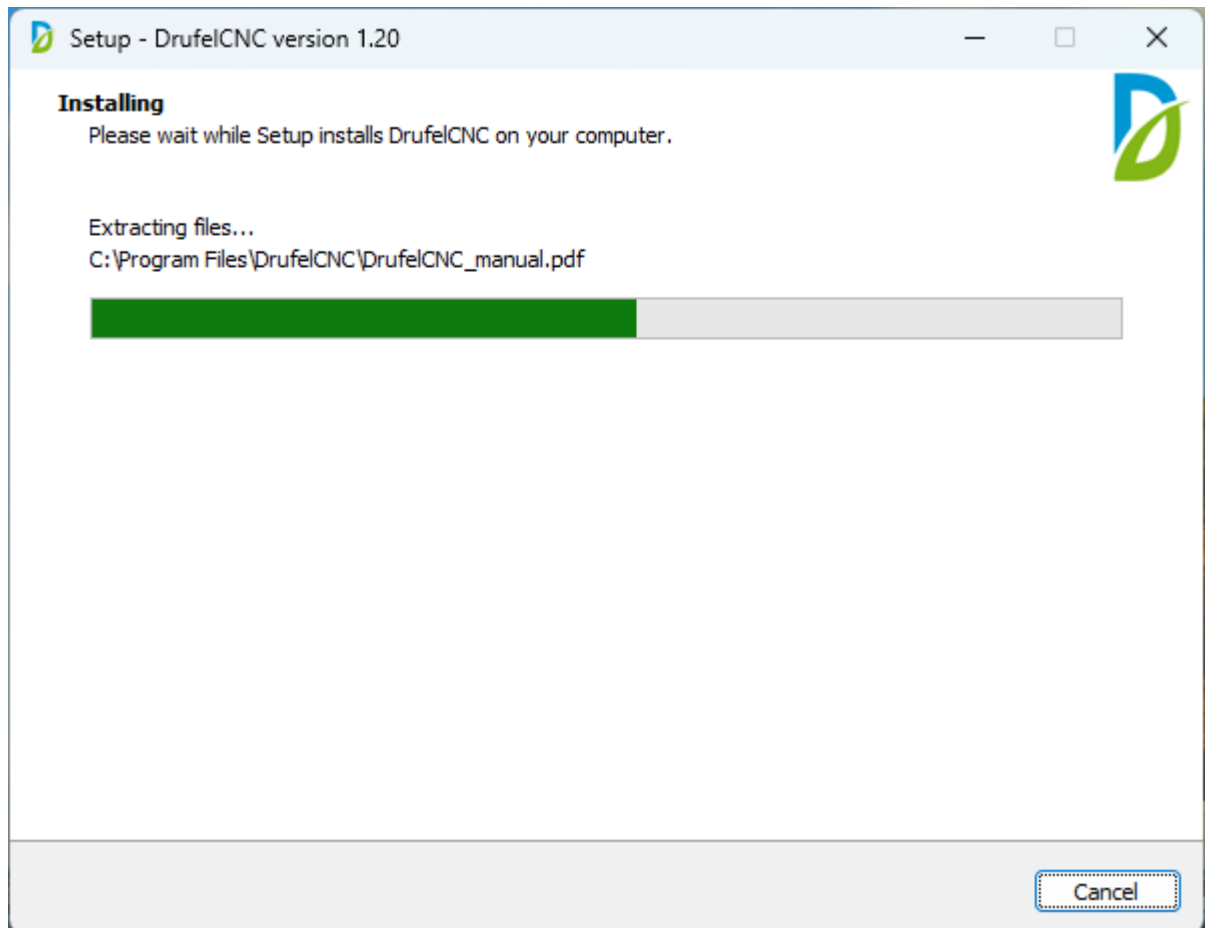 Setup - DrufelCNC version 1.20
Installing
Please wait while Setup installs DrufelCNC on your computer.
Extracting files...
C:\Program Files\DrufelCNC\DrufelCNC_manual.pdf
Cancel